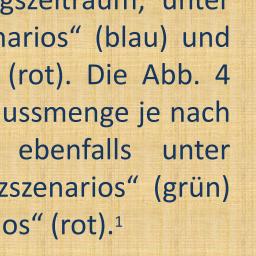 gszeitraum, unter
narios“ (blau) und
(rot). Die Abb. 4
ussmenge je nach
ebenfalls unter
zszenarios“ (grün)
os“ (rot).¹